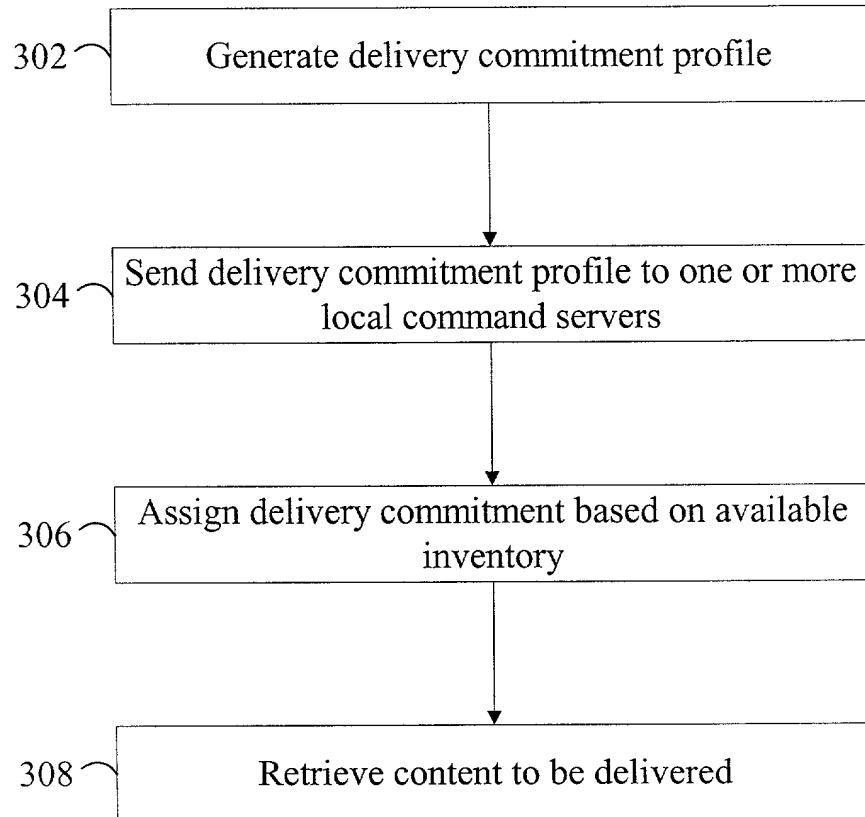 302
Generate delivery commitment profile
304
Send delivery commitment profile to one or more
local command servers
306
Assign delivery commitment based on available
inventory
308
Retrieve content to be delivered